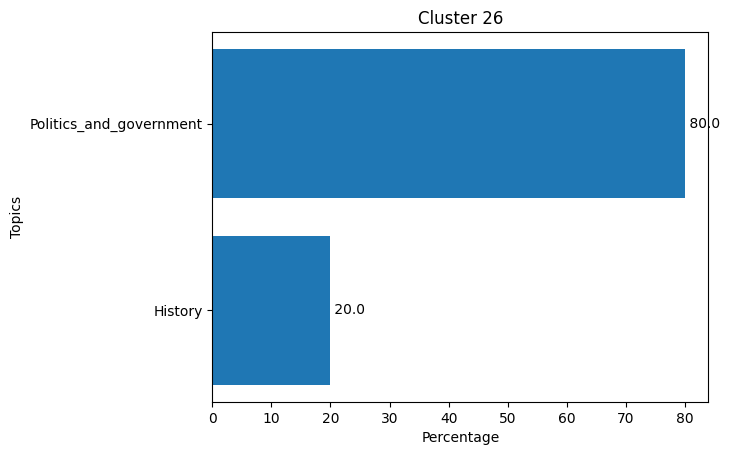 Cluster 26
Politics_and_government
80.0
Topics
History
20.0
0 10 20 30 40 50 60 70 80
Percentage